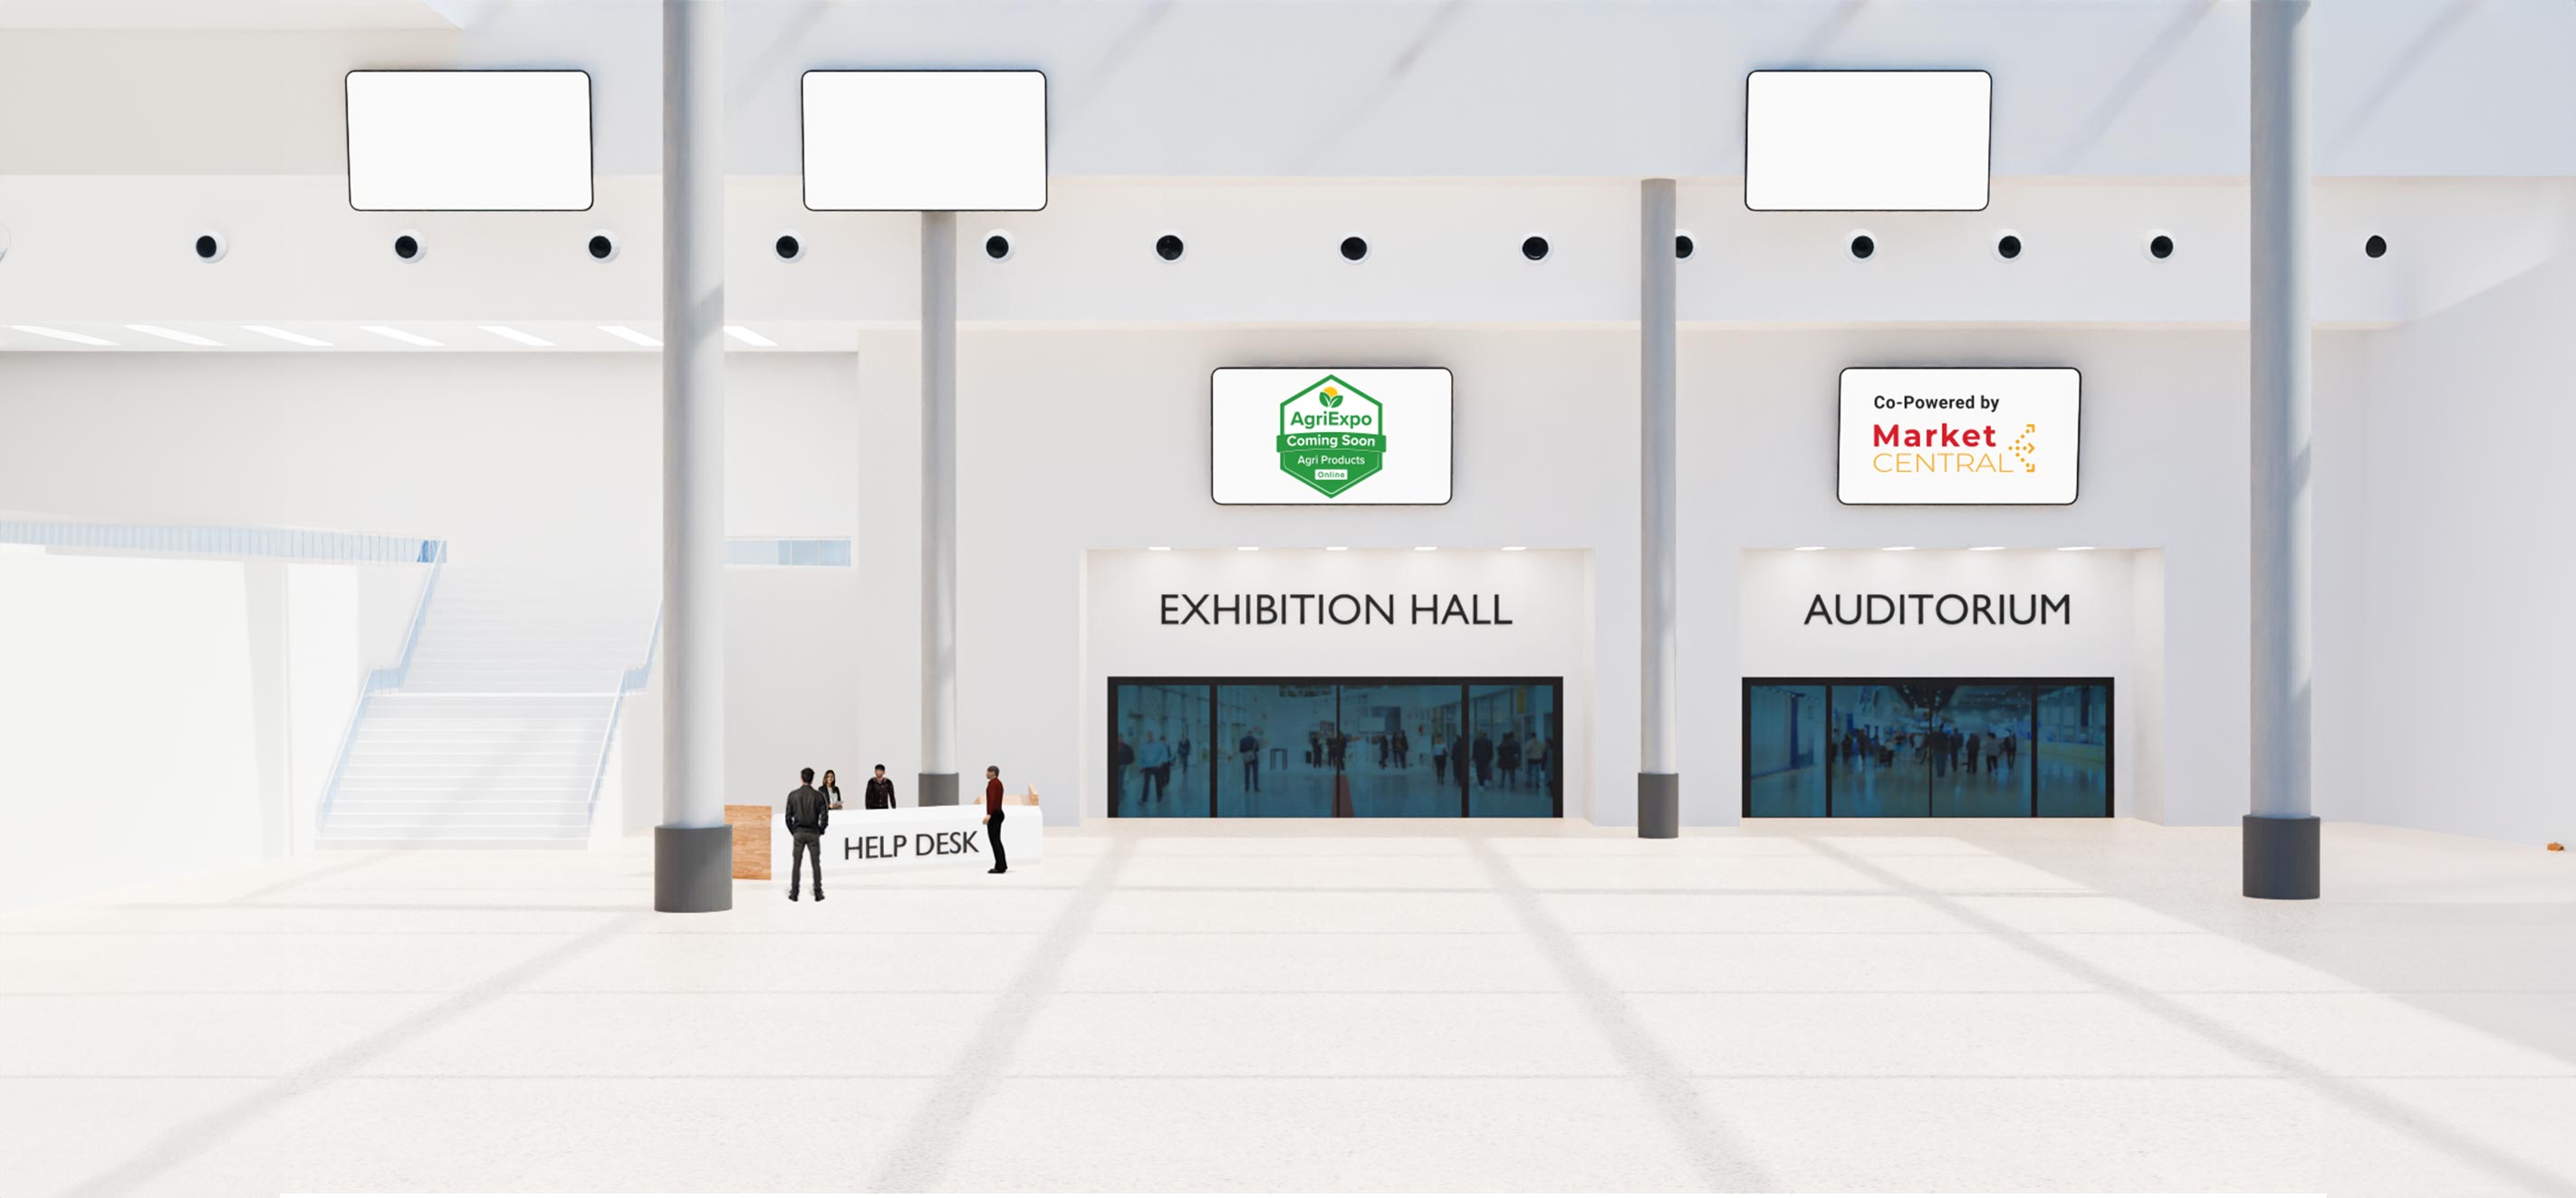 AgriExpo
Coming Soon
Agri Products
Online
Co-Powered by
Market
CENTRAL
EXHIBITION HALL
AUDITORIUM
HELP DESK